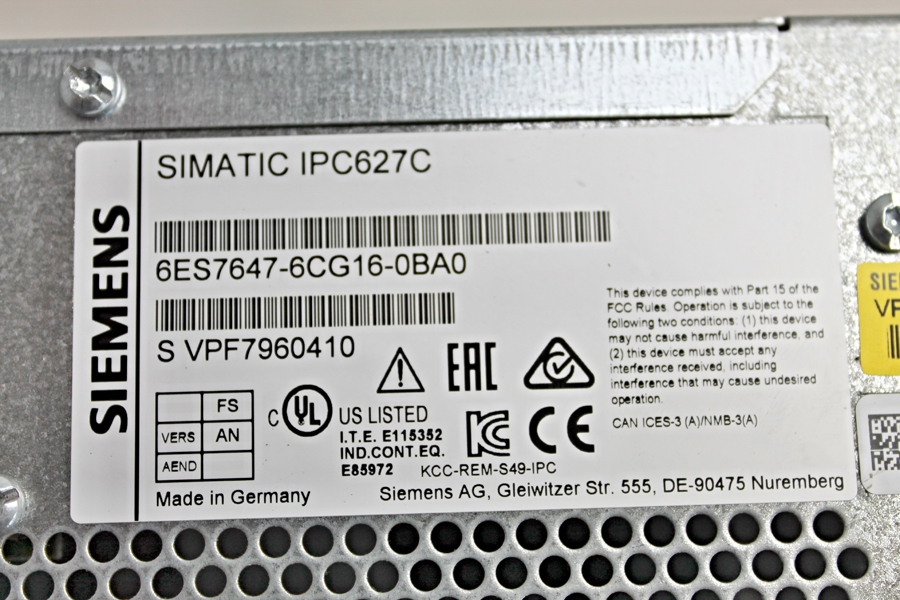 SIEMENS
SIMATIC IPC627C
6ES7647-6CG16-0BA0
S VPF7960410
This device complies with Part 15 of the
FCC Rules. Operation is subject to the
following two conditions: (1) this device
may not cause harmful interference, and
(2) this device must accept any
interference received, including
interference that may cause undesired
operation.
CAN ICES-3 (A)/NMB-3(A)
FS
VERS AN
AEND
C UL US LISTED
I.T.E. E115352
IND.CONT.EQ.
E85972
EAC
CE
KCC-REM-S49-IPC
Made in Germany
Siemens AG, Gleiwitzer Str. 555, DE-90475 Nuremberg